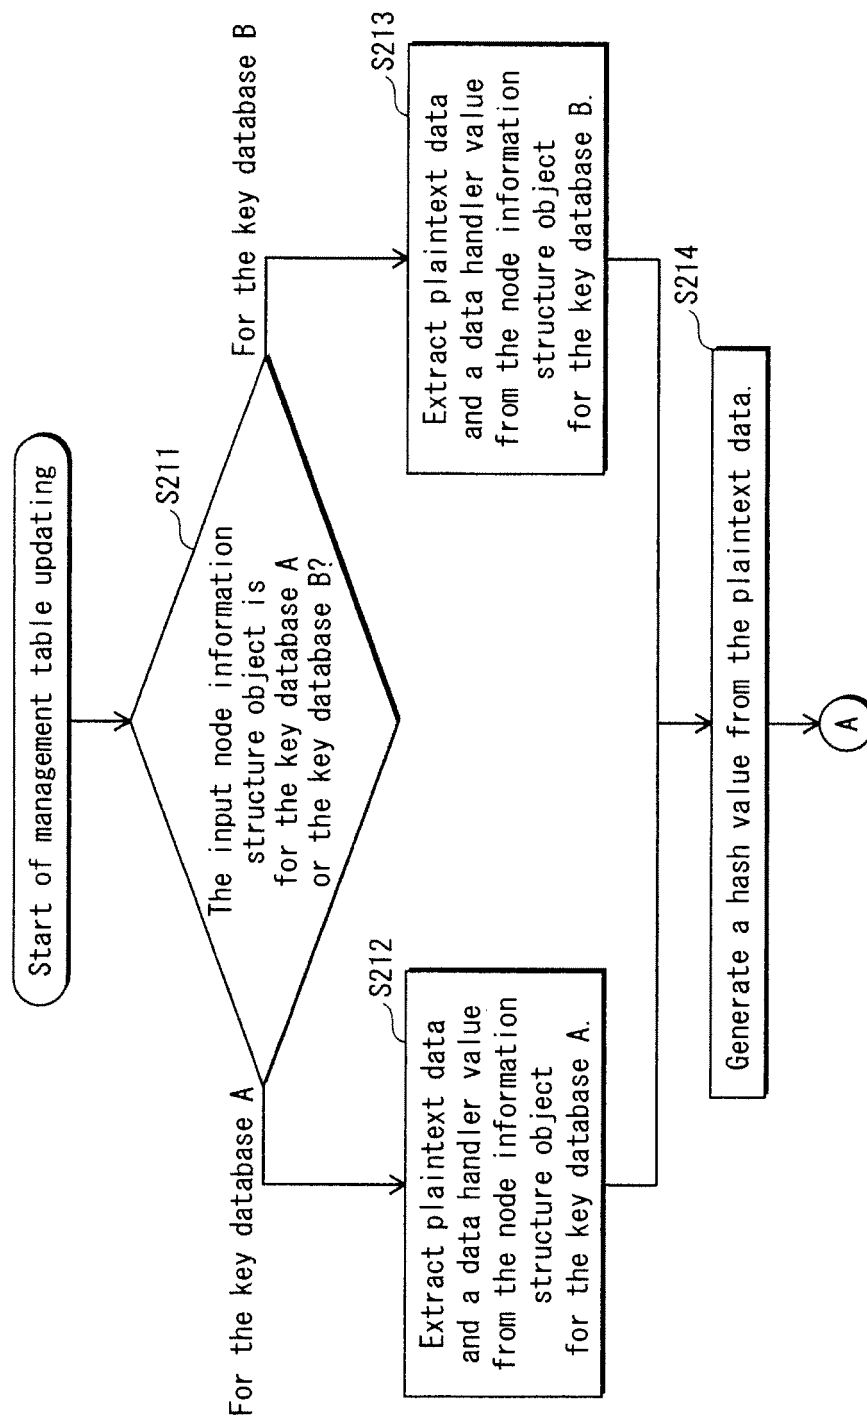 Start of management table updating
S211
The input node information
structure object is
for the key database A
or the key database B?
For the key database A
For the key database B
S212
Extract plaintext data
and a data handler value
from the node information
structure object
for the key database A.
S213
Extract plaintext data
and a data handler value
from the node information
structure object
for the key database B.
S214
Generate a hash value from the plaintext data.
A